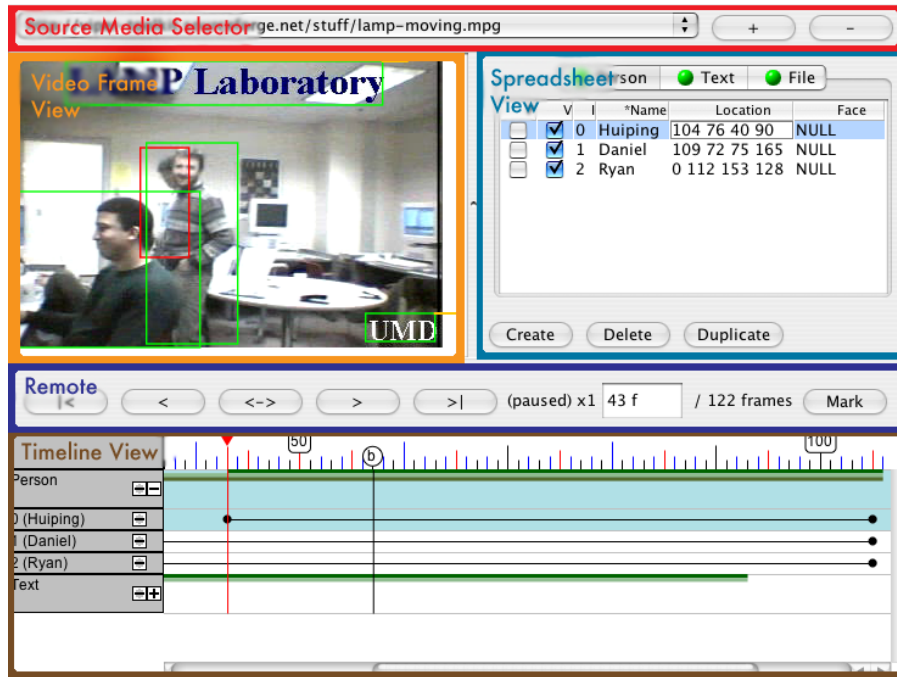 Source Media Selector
ge.net/stuff/lamp-moving.mpg
+
-
Video Frame View
LAMP Laboratory
UMD
Spreadsheet View
rson
Text
File
V I *Name Location Face
0 Huiping 104 76 40 90 NULL
1 Daniel 109 72 75 165 NULL
2 Ryan 0 112 153 128 NULL
Create Delete Duplicate
Remote
|< < <-> > >| (paused) x1 43 f / 122 frames Mark
Timeline View
50 100
b
Person
0 (Huiping)
1 (Daniel)
2 (Ryan)
Text